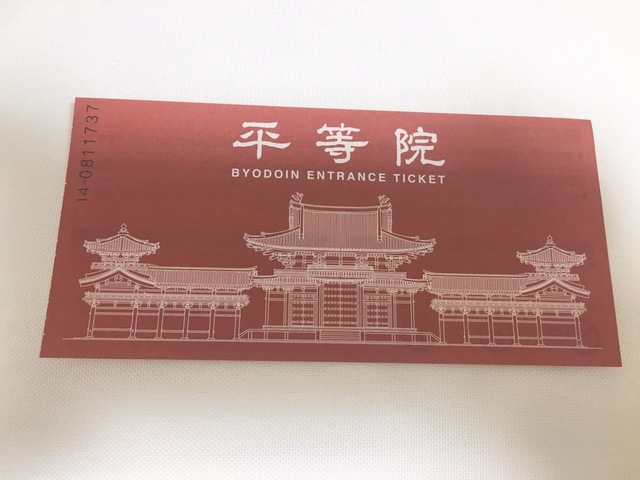 平等院
BYODOIN ENTRANCE TICKET
14-0811737